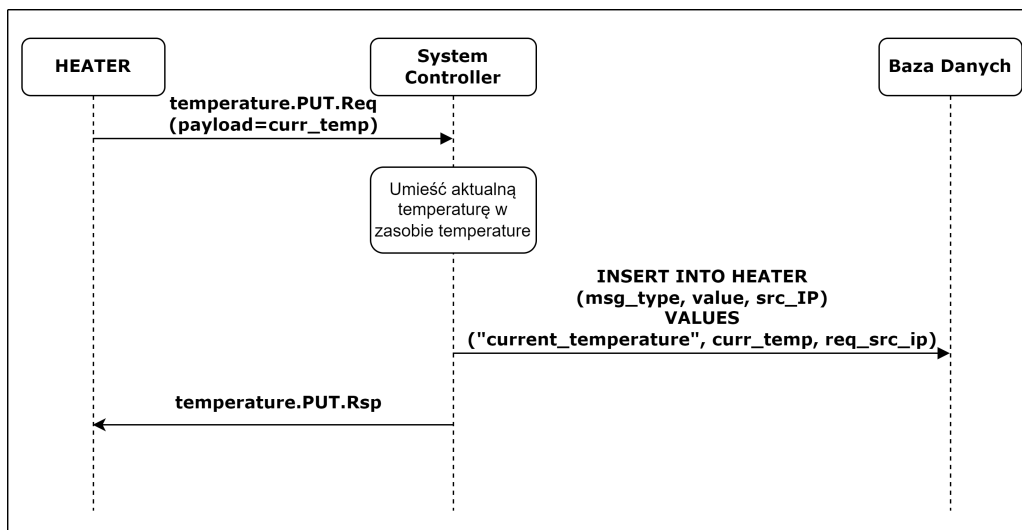 HEATER
System
Controller
Baza Danych
temperature.PUT.Req
(payload=curr_temp)
Umieść aktualną
temperaturę w
zasobie temperature
INSERT INTO HEATER
(msg_type, value, src_IP)
VALUES
("current_temperature", curr_temp, req_src_ip)
temperature.PUT.Rsp